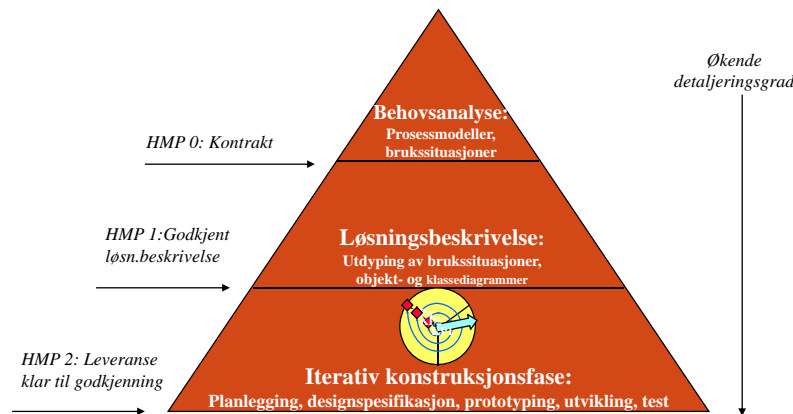 Økende
detaljeringsgrad
Behovsanalyse:
Prosessmodeller,
brukssituasjoner
HMP 0: Kontrakt
HMP 1:Godkjent
løsn.beskrivelse
Løsningsbeskrivelse:
Utdyping av brukssituasjoner,
objekt- og klassediagrammer
HMP 2: Leveranse
klar til godkjenning
Iterativ konstruksjonsfase:
Planlegging, designspesifikasjon, prototyping, utvikling, test